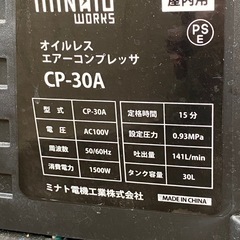 MINATO 屋内用
WORKS
PS
E
オイルレス
エアーコンプレッサ
CP-30A
型式 CP-30A 定格時間 15分
電圧 AC100V 設定圧力 0.93MPa
周波数 50/60Hz 吐出量 141L/min
消費電力 1500W タンク容量 30L
ミナト電機工業株式会社 MADE IN CHINA